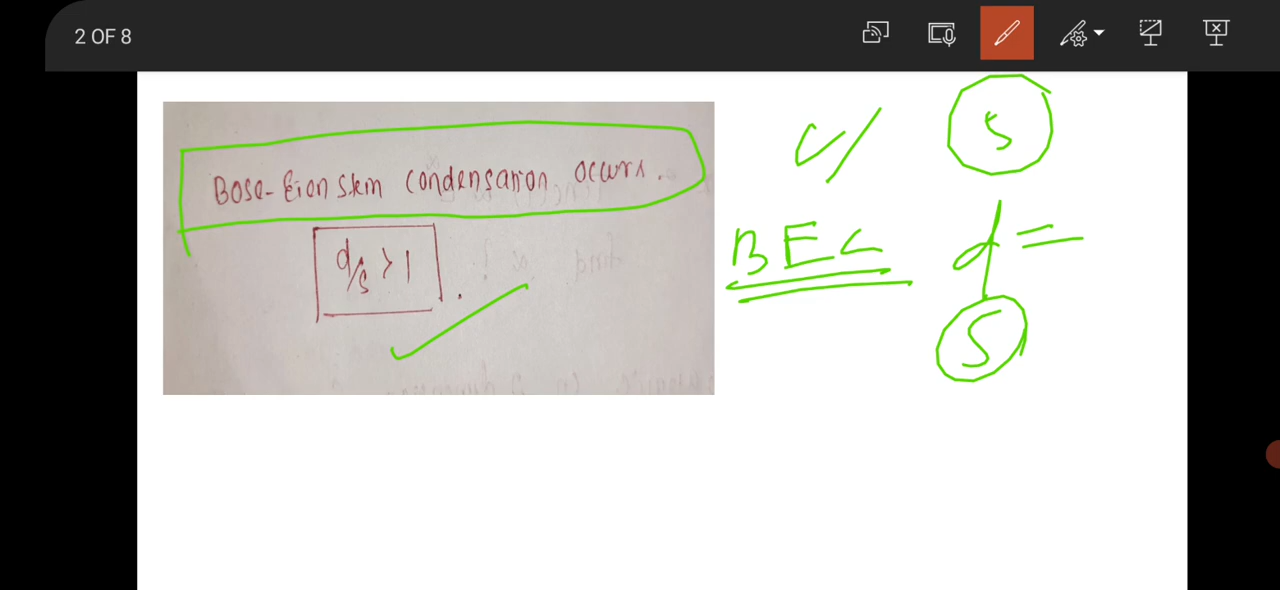 2 OF 8
Bose-Einstein condensation occurs.
d/s > 1
.
BEC
s
d =
S